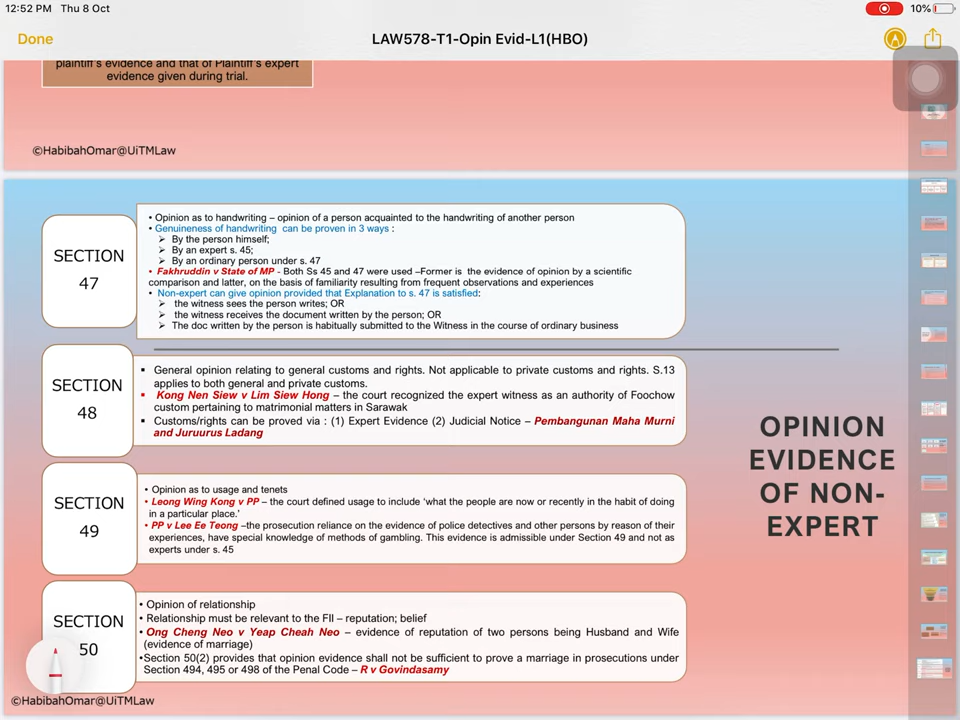 12:52 PM Thu 8 Oct
10%
Done
LAW578-T1-Opin Evid-L1(HBO)
plaintiff's evidence and that of Plaintiff's expert
evidence given during trial.
©HabibahOmar@UiTMLaw
SECTION
47
• Opinion as to handwriting – opinion of a person acquainted to the handwriting of another person
• Genuineness of handwriting can be proven in 3 ways :
➢ By the person himself;
➢ By an expert s. 45;
➢ By an ordinary person under s. 47
• Fakhruddin v State of MP - Both Ss 45 and 47 were used –Former is the evidence of opinion by a scientific
comparison and latter, on the basis of familiarity resulting from frequent observations and experiences
• Non-expert can give opinion provided that Explanation to s. 47 is satisfied:
➢ the witness sees the person writes; OR
➢ the witness receives the document written by the person; OR
➢ The doc written by the person is habitually submitted to the Witness in the course of ordinary business
SECTION
48
▪ General opinion relating to general customs and rights. Not applicable to private customs and rights. S.13
applies to both general and private customs.
▪ Kong Nen Siew v Lim Siew Hong – the court recognized the expert witness as an authority of Foochow
custom pertaining to matrimonial matters in Sarawak
▪ Customs/rights can be proved via : (1) Expert Evidence (2) Judicial Notice – Pembangunan Maha Murni
and Juruurus Ladang
SECTION
49
• Opinion as to usage and tenets
• Leong Wing Kong v PP – the court defined usage to include ‘what the people are now or recently in the habit of doing
in a particular place.’
• PP v Lee Ee Teong –the prosecution reliance on the evidence of police detectives and other persons by reason of their
experiences, have special knowledge of methods of gambling. This evidence is admissible under Section 49 and not as
experts under s. 45
SECTION
50
• Opinion of relationship
• Relationship must be relevant to the FII – reputation; belief
• Ong Cheng Neo v Yeap Cheah Neo – evidence of reputation of two persons being Husband and Wife
(evidence of marriage)
•Section 50(2) provides that opinion evidence shall not be sufficient to prove a marriage in prosecutions under
Section 494, 495 or 498 of the Penal Code – R v Govindasamy
OPINION
EVIDENCE
OF NON-
EXPERT
©HabibahOmar@UiTMLaw